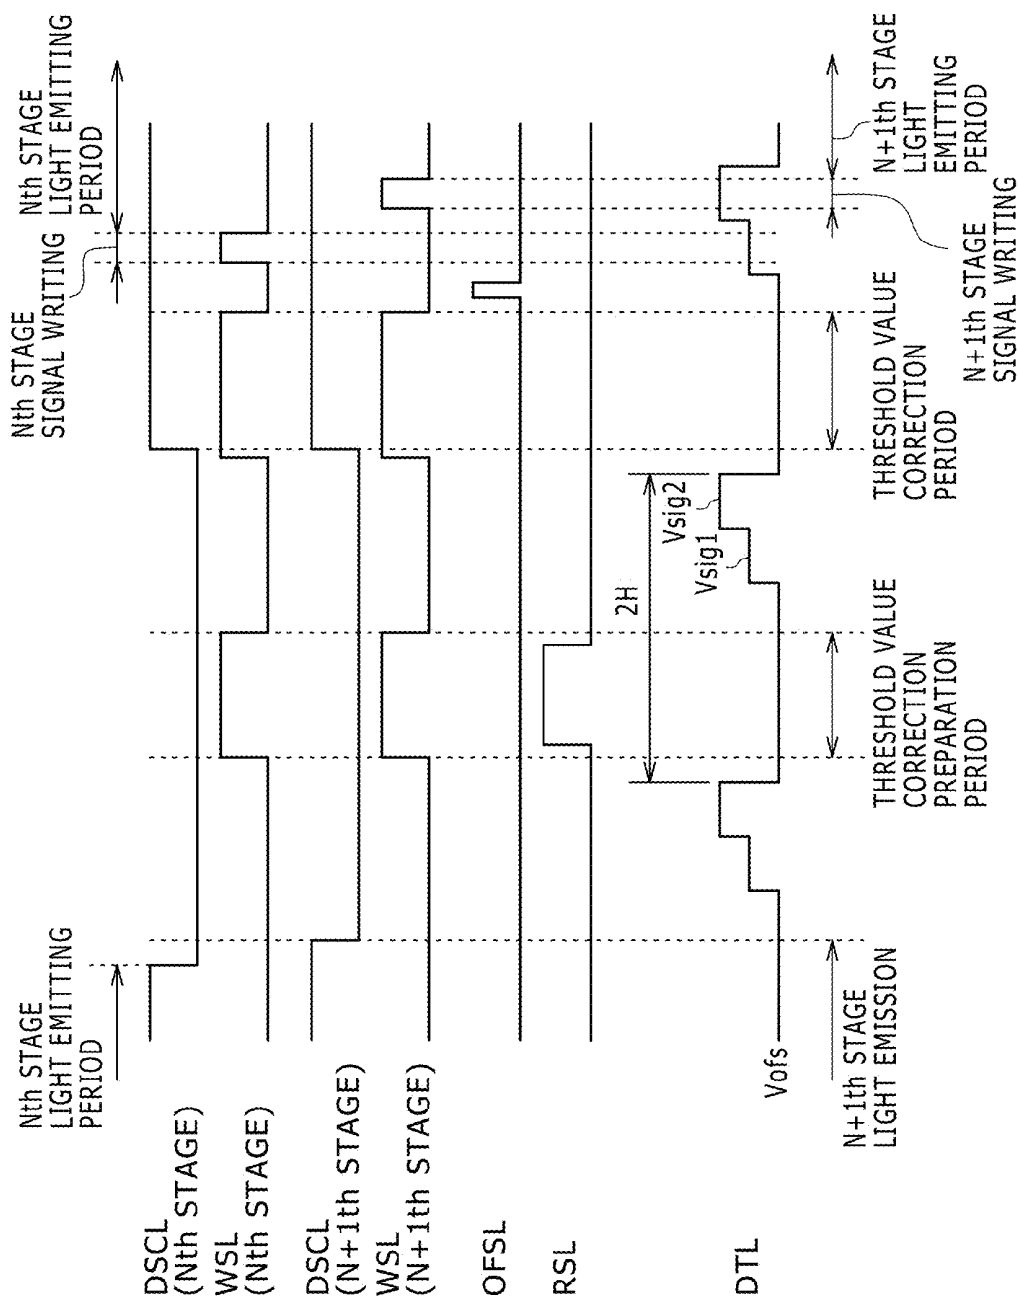 Nth STAGE
LIGHT EMITTING
PERIOD
Nth STAGE
SIGNAL WRITING
Nth STAGE
LIGHT EMITTING
PERIOD
DSCL
(Nth STAGE)
WSL
(Nth STAGE)
DSCL
(N+1th STAGE)
WSL
(N+1th STAGE)
OFSL
RSL
2H
Vsig1
Vsig2
DTL
Vofs
N+1th STAGE
LIGHT EMISSION
THRESHOLD VALUE
CORRECTION
PREPARATION
PERIOD
THRESHOLD VALUE
CORRECTION
PERIOD
N+1th STAGE
SIGNAL WRITING
N+1th STAGE
LIGHT
EMITTING
PERIOD